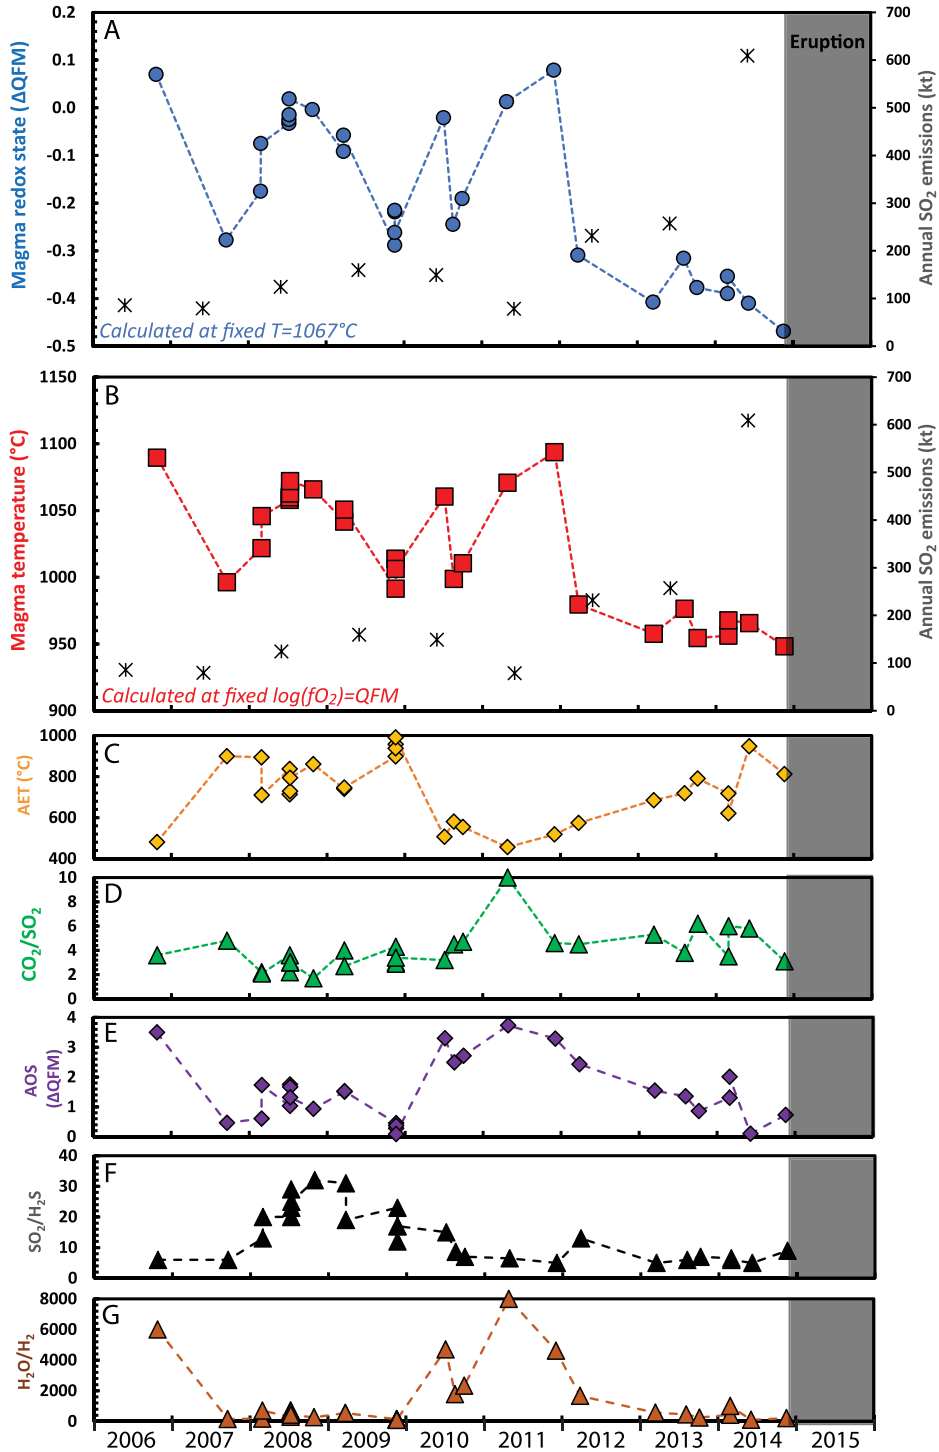 A
Eruption
Magma redox state (ΔQFM)
0.2
0.1
0.0
-0.1
-0.2
-0.3
-0.4
-0.5
700
600
500
400
300
200
100
0
Annual SO2 emissions (kt)
Calculated at fixed T=1067°C
B
Magma temperature (°C)
1150
1100
1050
1000
950
900
700
600
500
400
300
200
100
0
Annual SO2 emissions (kt)
Calculated at fixed log(fO2)=QFM
C
AET (°C)
1000
800
600
400
D
CO2/SO2
10
8
6
4
2
0
E
AOS
(ΔQFM)
4
3
2
1
0
F
SO2/H2S
40
30
20
10
0
G
H2O/H2
8000
6000
4000
2000
0
2006 2007 2008 2009 2010 2011 2012 2013 2014 2015